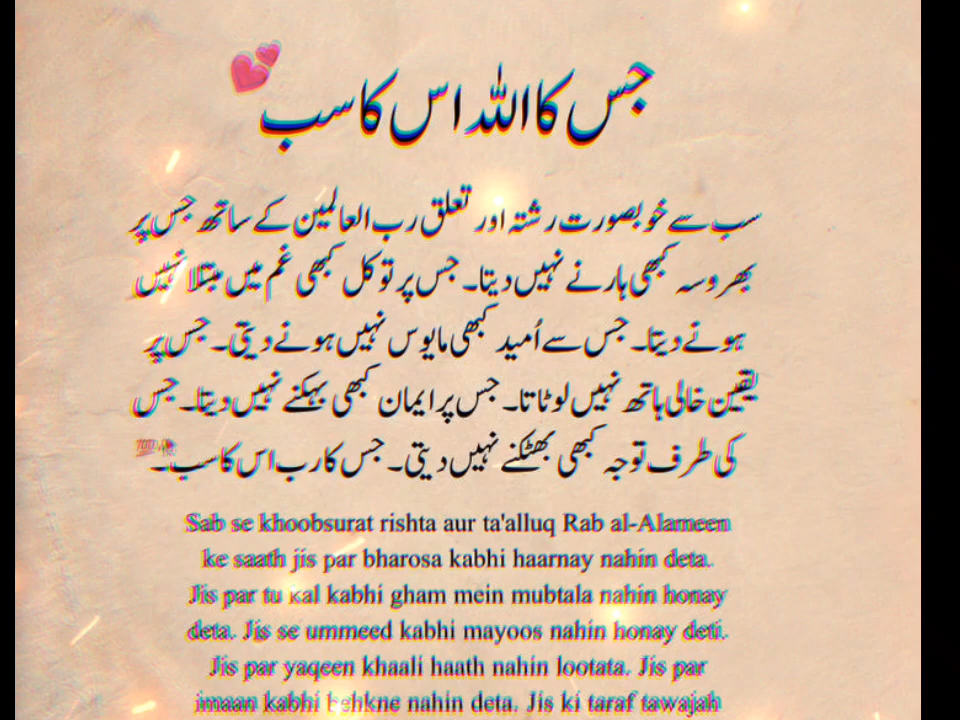 جس کا اللہ اس کا سب 💕
سب سے خوبصورت رشتہ اور تعلق رب العالمین کے ساتھ جس پر
بھروسہ کبھی ہارنے نہیں دیتا۔ جس پر توکل کبھی غم میں مبتلا نہیں
ہونے دیتا۔ جس سے اُمید کبھی مایوس نہیں ہونے دیتی۔ جس پر
یقین خالی ہاتھ نہیں لوٹاتا۔ جس پر ایمان کبھی بہکنے نہیں دیتا۔ جس
کی طرف توجہ کبھی بھٹکنے نہیں دیتی۔ جس کا رب اس کا سب۔۔ 💯
Sab se khoobsurat rishta aur ta'alluq Rab al-Alameen
ke saath jis par bharosa kabhi haarnay nahin deta.
Jis par tu kal kabhi gham mein mubtala nahin honay
deta. Jis se ummeed kabhi mayoos nahin honay deti.
Jis par yaqeen khaali haath nahin lootata. Jis par
imaan kabhi behkne nahin deta. Jis ki taraf tawajah